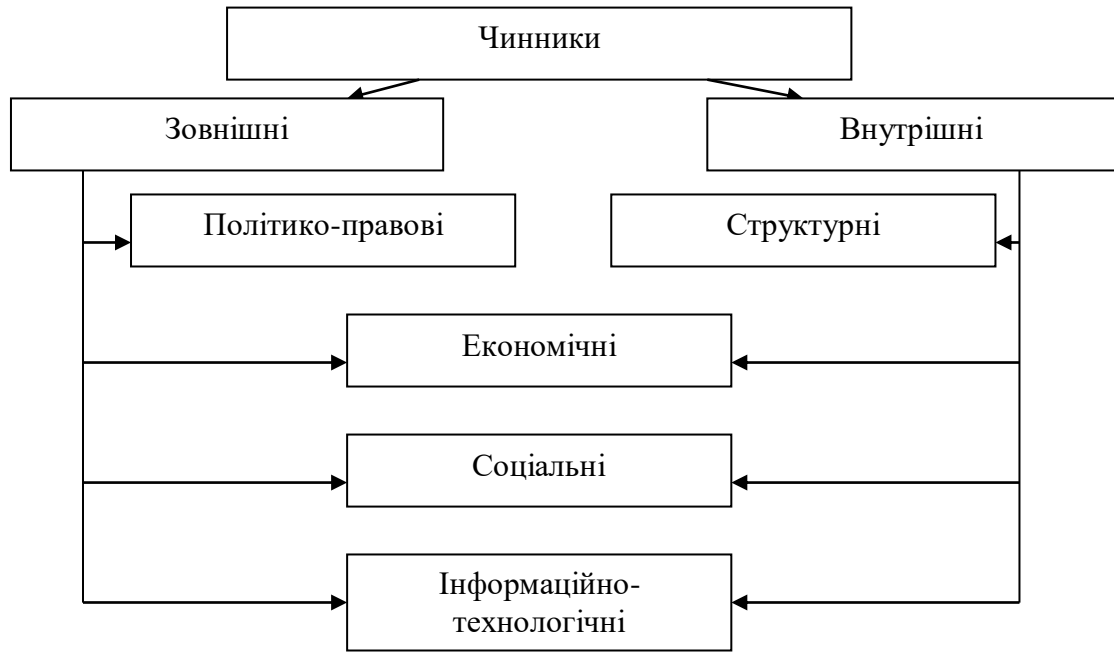 Чинники
Зовнішні
Внутрішні
Політико-правові
Структурні
Економічні
Соціальні
Інформаційно-
технологічні